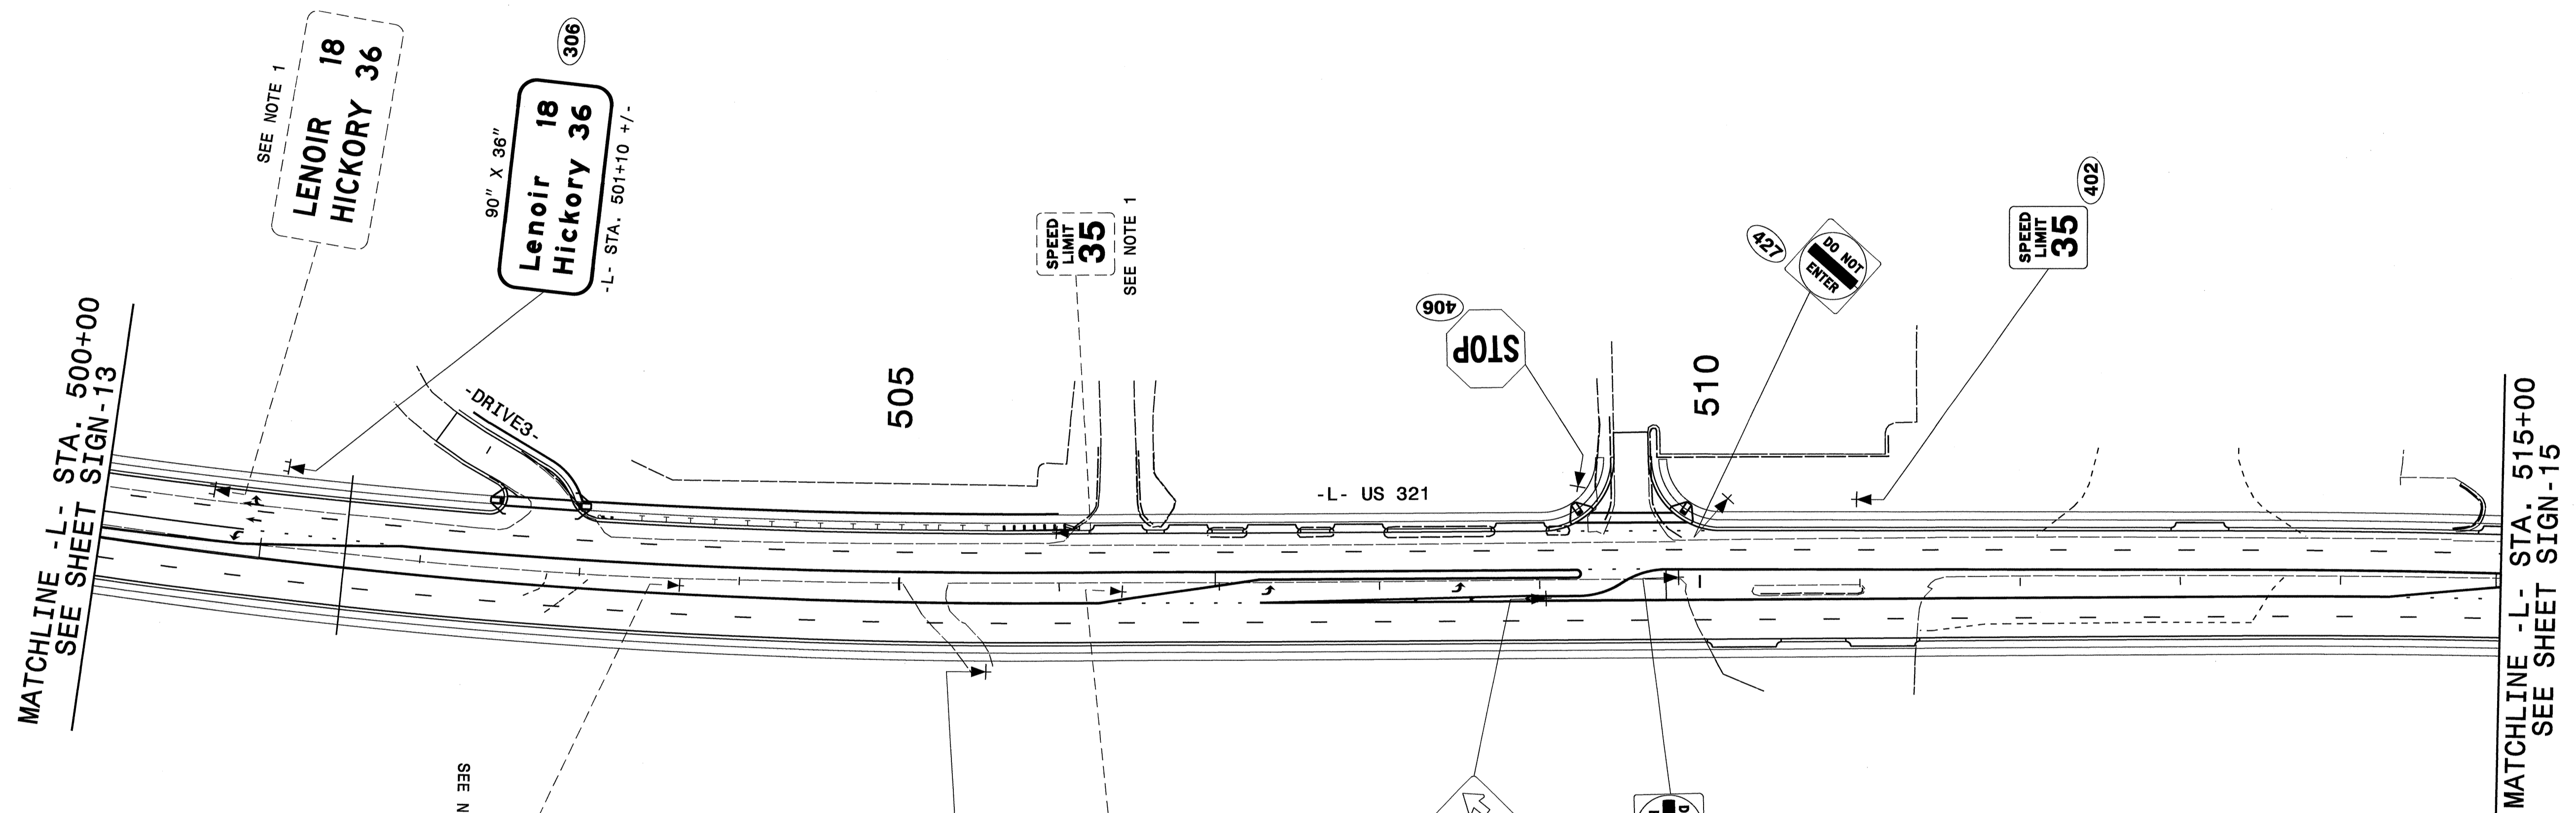 SEE NOTE 1
LENOIR 18
HICKORY 36
306
90" X 36"
Lenoir 18
Hickory 36
-L- STA. 501+10 +/-
MATCHLINE -L- STA. 500+00
SEE SHEET SIGN-13
-DRIVE3-
505
SPEED
LIMIT
35
SEE NOTE 1
-L- US 321
406
STOP
427
DO NOT
ENTER
510
402
SPEED
LIMIT
35
MATCHLINE -L- STA. 515+00
SEE SHEET SIGN-15
SEE N